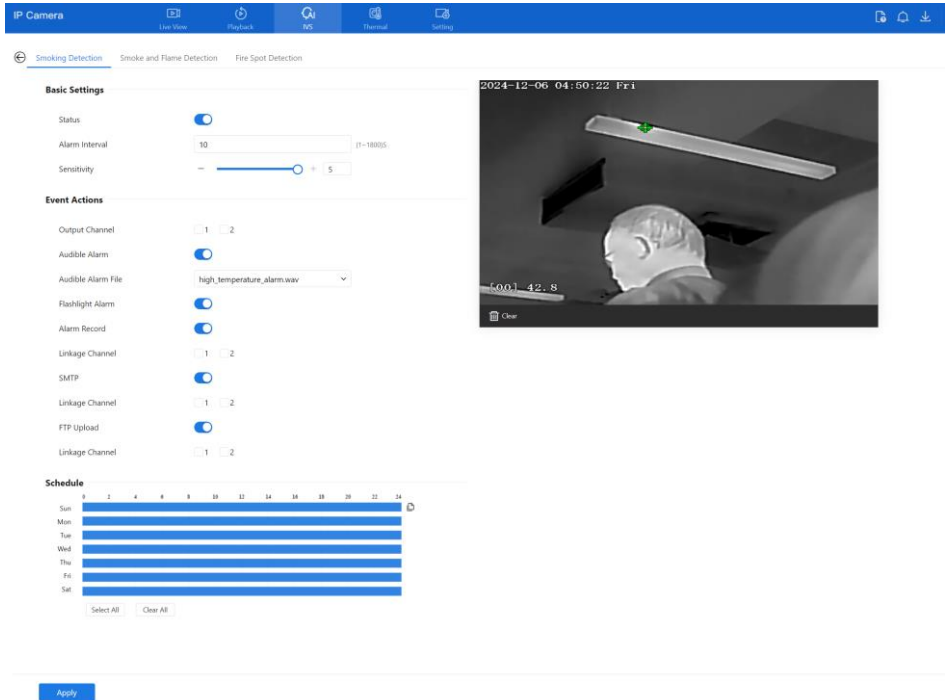 IP Camera
Live View
Playback
IVS
Thermal
Setting
Smoking Detection
Smoke and Flame Detection
Fire Spot Detection
Basic Settings
Status
Alarm Interval
10
(1~1800)S
Sensitivity
5
Event Actions
Output Channel
1 2
Audible Alarm
Audible Alarm File
high_temperature_alarm.wav
Flashlight Alarm
Alarm Record
Linkage Channel
1 2
SMTP
Linkage Channel
1 2
FTP Upload
Linkage Channel
1 2
Schedule
0 2 4 6 8 10 12 14 16 18 20 22 24
Sun
Mon
Tue
Wed
Thu
Fri
Sat
Select All
Clear All
Apply
2024-12-06 04:50:22 Fri
[00] 42.8
Clear